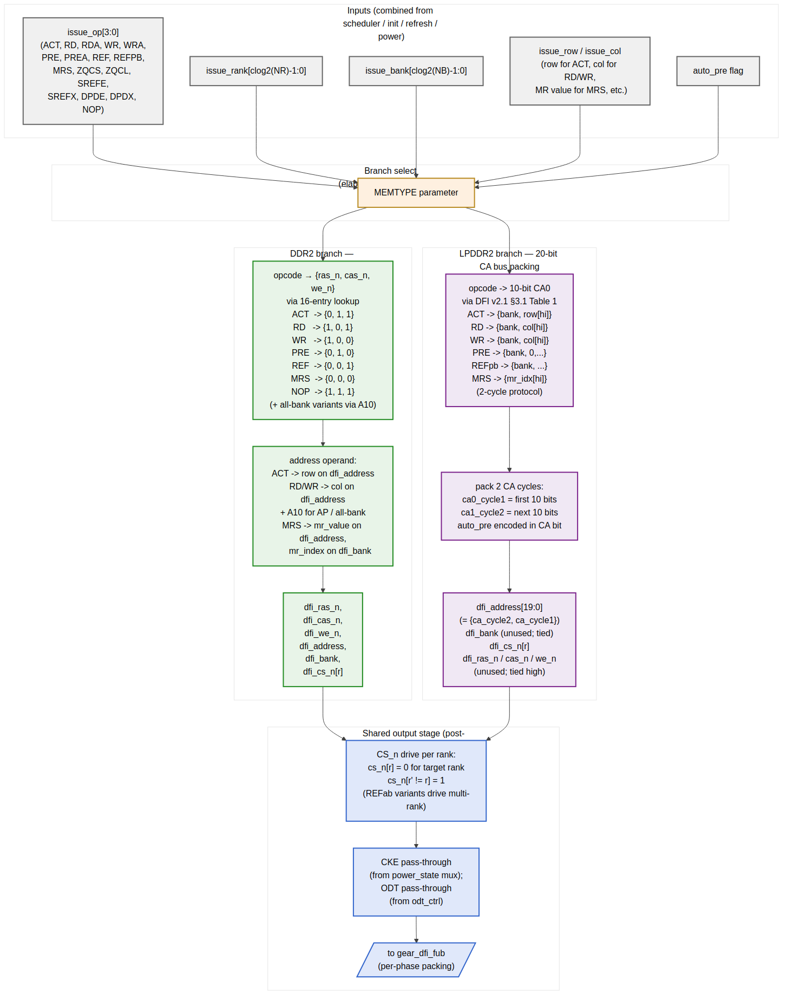 Inputs (combined from
scheduler / init / refresh /
power)
issue_op[3:0]
(ACT, RD, RDA, WR, WRA,
PRE, PREA, REF, REFPB,
MRS, ZQCS, ZQCL,
SREFE,
SREFX, DPDE, DPDX,
NOP)
issue_rank[clog2(NR)-1:0]
issue_bank[clog2(NB)-1:0]
issue_row / issue_col
(row for ACT, col for
RD/WR,
MR value for MRS, etc.)
auto_pre flag
Branch select
MEMTYPE parameter
DDR2 branch —
opcode → {ras_n, cas_n,
we_n}
via 16-entry lookup
ACT -> {0, 1, 1}
RD -> {1, 0, 1}
WR -> {1, 0, 0}
PRE -> {0, 1, 0}
REF -> {0, 0, 1}
MRS -> {0, 0, 0}
NOP -> {1, 1, 1}
(+ all-bank variants via A10)
address operand:
ACT -> row on dfi_address
RD/WR -> col on
dfi_address
+ A10 for AP / all-bank
MRS -> mr_value on
dfi_address,
mr_index on dfi_bank
dfi_ras_n,
dfi_cas_n,
dfi_we_n,
dfi_address,
dfi_bank,
dfi_cs_n[r]
LPDDR2 branch — 20-bit
CA bus packing
opcode -> 10-bit CA0
via DFI v2.1 §3.1 Table 1
ACT -> {bank, row[hi]}
RD -> {bank, col[hi]}
WR -> {bank, col[hi]}
PRE -> {bank, 0,...}
REFpb -> {bank, ...}
MRS -> {mr_idx[hi]}
(2-cycle protocol)
pack 2 CA cycles:
ca0_cycle1 = first 10 bits
ca1_cycle2 = next 10 bits
auto_pre encoded in CA bit
dfi_address[19:0]
(= {ca_cycle2, ca_cycle1})
dfi_bank (unused; tied)
dfi_cs_n[r]
dfi_ras_n / cas_n / we_n
(unused; tied high)
Shared output stage (post-
CS_n drive per rank:
cs_n[r] = 0 for target rank
cs_n[r' != r] = 1
(REFab variants drive multi-
rank)
CKE pass-through
(from power_state mux);
ODT pass-through
(from odt_ctrl)
to gear_dfi_fub
(per-phase packing)